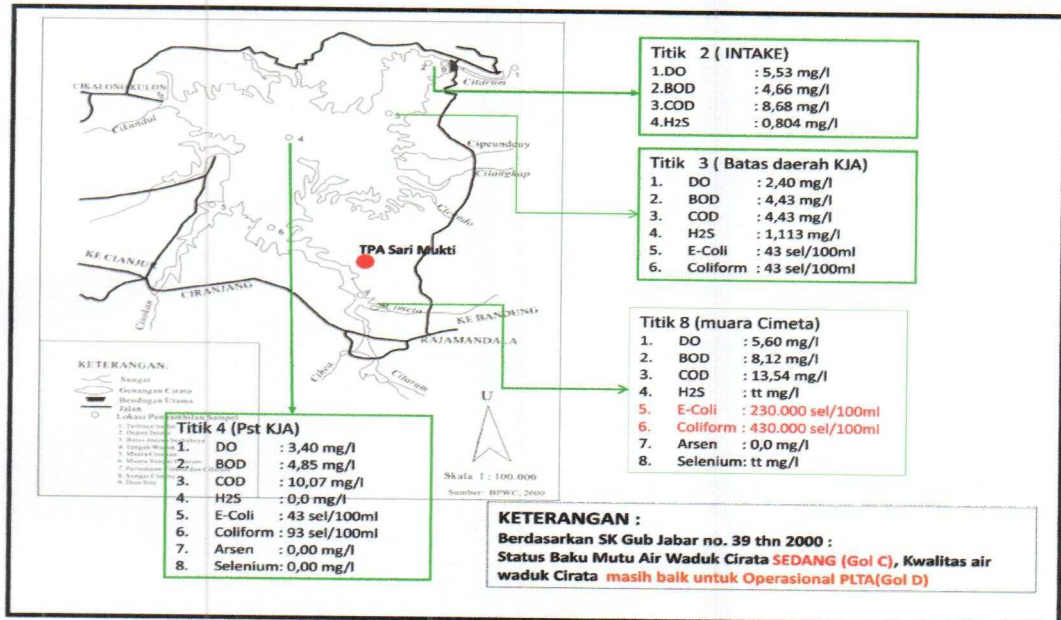 Titik 2 ( INTAKE)
1.DO : 5,53 mg/l
2.BOD : 4,66 mg/l
3.COD : 8,68 mg/l
4.H2S : 0,804 mg/l
Titik 3 ( Batas daerah KJA)
1. DO : 2,40 mg/l
2. BOD : 4,43 mg/l
3. COD : 4,43 mg/l
4. H2S : 1,113 mg/l
5. E-Coli : 43 sel/100ml
6. Coliform : 43 sel/100ml
Titik 8 (muara Cimeta)
1. DO : 5,60 mg/l
2. BOD : 8,12 mg/l
3. COD : 13,54 mg/l
4. H2S : tt mg/l
5. E-Coli : 230.000 sel/100ml
6. Coliform : 430.000 sel/100ml
7. Arsen : 0,0 mg/l
8. Selenium: tt mg/l
CIKALONG KULON
Cikundul
Citarum
Cipeundeuy
Cilangkap
TPA Sari Mukti
KE CIANJUR
CIRANJANG
Cimeta
KE BANDUNG
RAJAMANDALA
Cihea
Citarum
KETERANGAN:
Sungai
Genangan Cirata
Bendungan Utama
Jalan
Lokasi Pengambilan Sampel
U
Skala 1 : 100.000
Sumber: BPWC, 2000
Titik 4 (Pst KJA)
1. DO : 3,40 mg/l
2. BOD : 4,85 mg/l
3. COD : 10,07 mg/l
4. H2S : 0,0 mg/l
5. E-Coli : 43 sel/100ml
6. Coliform : 93 sel/100ml
7. Arsen : 0,00 mg/l
8. Selenium: 0,00 mg/l
KETERANGAN :
Berdasarkan SK Gub Jabar no. 39 thn 2000 :
Status Baku Mutu Air Waduk Cirata SEDANG (Gol C), Kwalitas air
waduk Cirata masih baik untuk Operasional PLTA(Gol D)